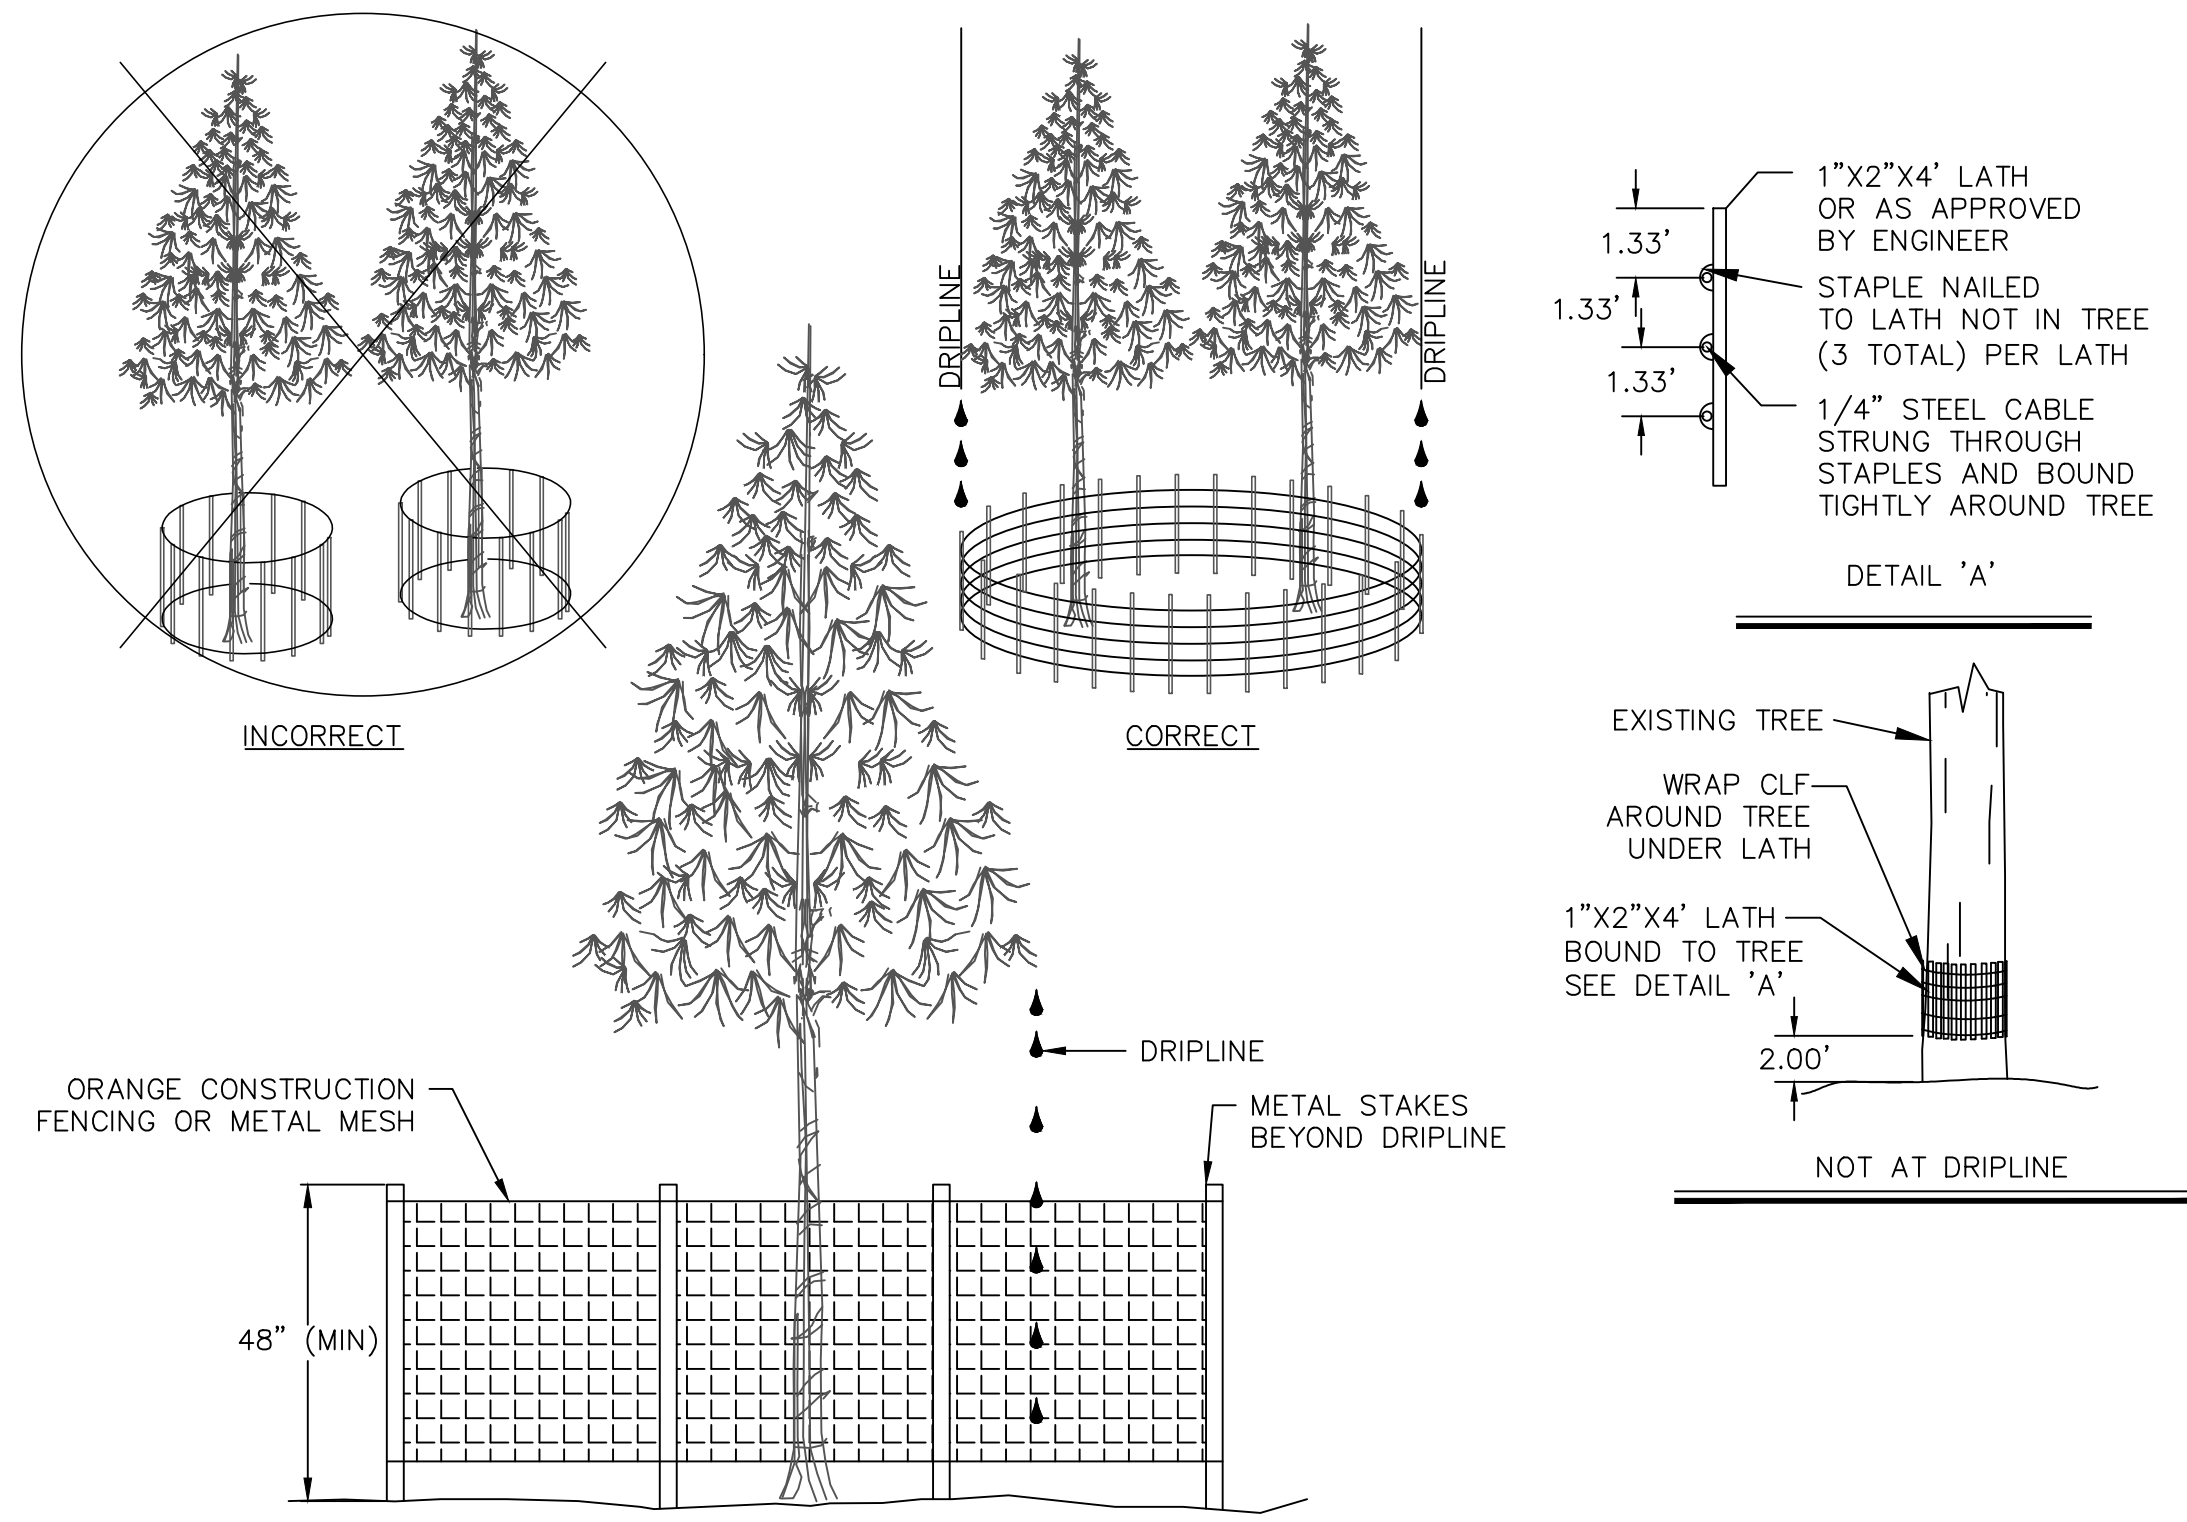 INCORRECT
DRIPLINE
DRIPLINE
CORRECT
1"X2"X4' LATH
OR AS APPROVED
BY ENGINEER
STAPLE NAILED
TO LATH NOT IN TREE
(3 TOTAL) PER LATH
1/4" STEEL CABLE
STRUNG THROUGH
STAPLES AND BOUND
TIGHTLY AROUND TREE
1.33'
1.33'
1.33'
DETAIL 'A'
EXISTING TREE
WRAP CLF
AROUND TREE
UNDER LATH
1"X2"X4' LATH
BOUND TO TREE
SEE DETAIL 'A'
2.00'
NOT AT DRIPLINE
DRIPLINE
ORANGE CONSTRUCTION
FENCING OR METAL MESH
METAL STAKES
BEYOND DRIPLINE
48" (MIN)